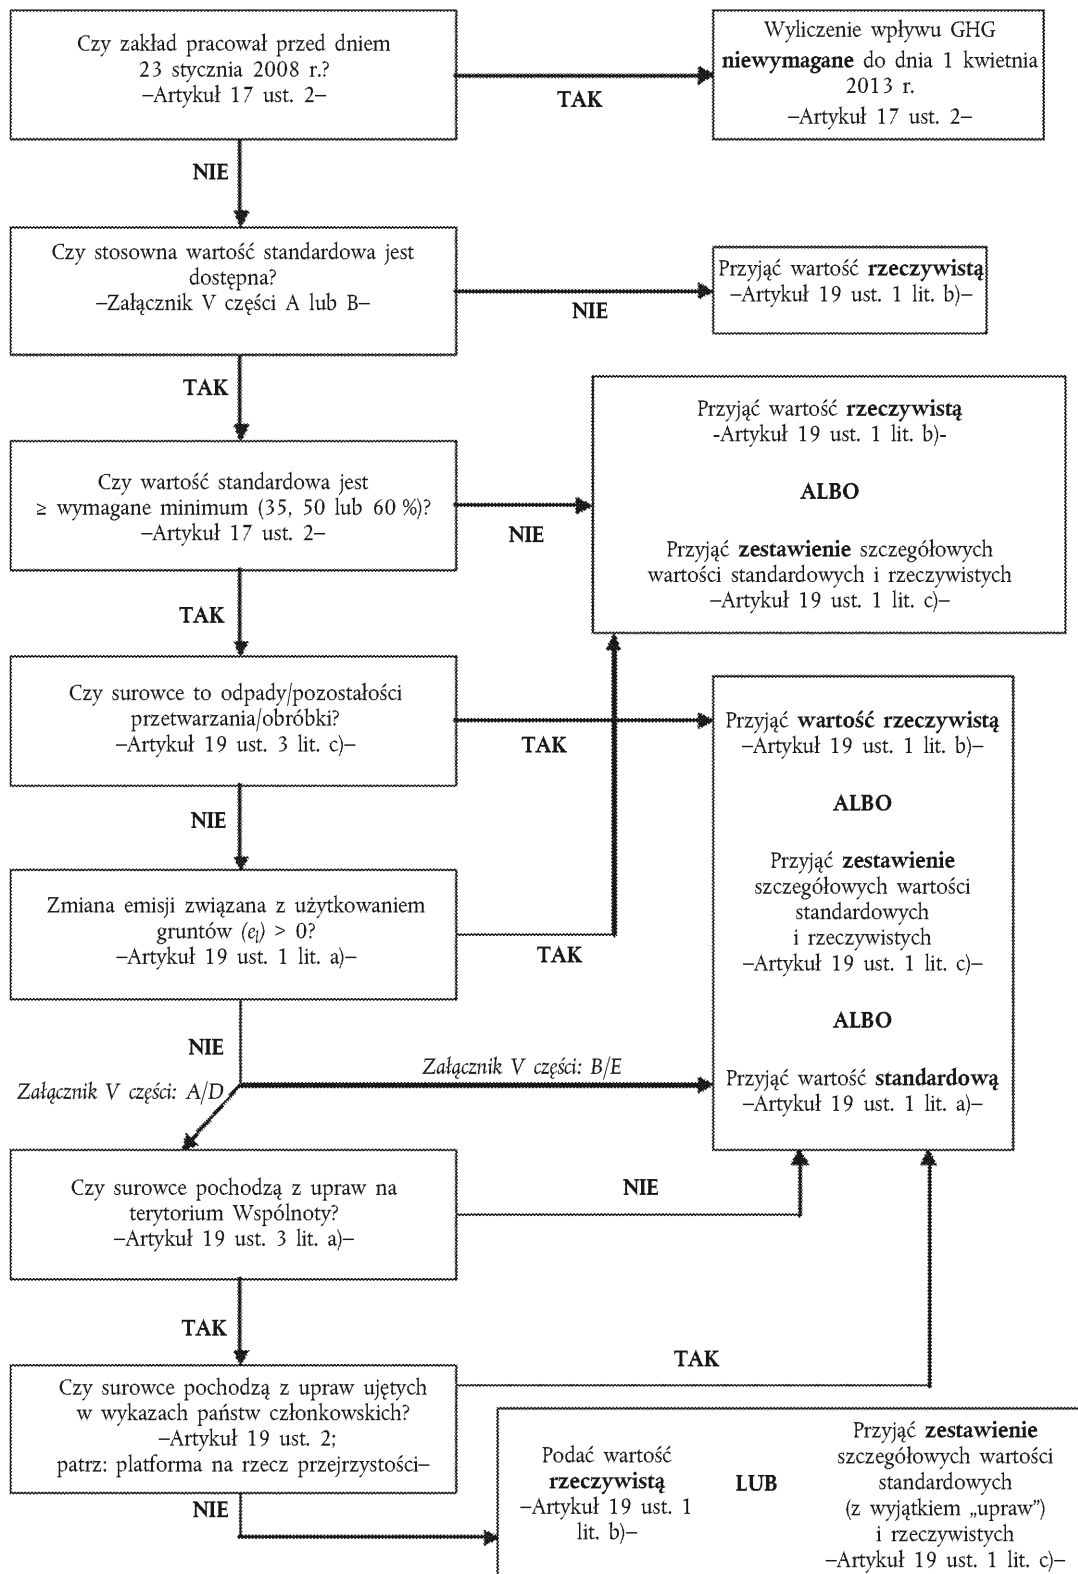 Czy zakład pracował przed dniem
23 stycznia 2008 r.?
–Artykuł 17 ust. 2–
TAK
Wyliczenie wpływu GHG
niewymagane do dnia 1 kwietnia
2013 r.
–Artykuł 17 ust. 2–
NIE
Czy stosowna wartość standardowa jest
dostępna?
–Załącznik V części A lub B–
NIE
Przyjąć wartość rzeczywistą
–Artykuł 19 ust. 1 lit. b)–
TAK
Czy wartość standardowa jest
≥ wymagane minimum (35, 50 lub 60 %)?
–Artykuł 17 ust. 2–
NIE
Przyjąć wartość rzeczywistą
-Artykuł 19 ust. 1 lit. b)-
ALBO
Przyjąć zestawienie szczegółowych
wartości standardowych i rzeczywistych
–Artykuł 19 ust. 1 lit. c)–
TAK
Czy surowce to odpady/pozostałości
przetwarzania/obróbki?
–Artykuł 19 ust. 3 lit. c)–
TAK
Przyjąć wartość rzeczywistą
–Artykuł 19 ust. 1 lit. b)–
ALBO
Przyjąć zestawienie
szczegółowych wartości
standardowych
i rzeczywistych
–Artykuł 19 ust. 1 lit. c)–
ALBO
Przyjąć wartość standardową
–Artykuł 19 ust. 1 lit. a)–
NIE
Zmiana emisji związana z użytkowaniem
gruntów (el) > 0?
–Artykuł 19 ust. 1 lit. a)–
TAK
NIE
Załącznik V części: A/D
Załącznik V części: B/E
Czy surowce pochodzą z upraw na
terytorium Wspólnoty?
–Artykuł 19 ust. 3 lit. a)–
NIE
TAK
Czy surowce pochodzą z upraw ujętych
w wykazach państw członkowskich?
–Artykuł 19 ust. 2;
patrz: platforma na rzecz przejrzystości–
TAK
NIE
Podać wartość
rzeczywistą
–Artykuł 19 ust. 1
lit. b)–
LUB
Przyjąć zestawienie
szczegółowych wartości
standardowych
(z wyjątkiem „upraw”)
i rzeczywistych
–Artykuł 19 ust. 1 lit. c)–